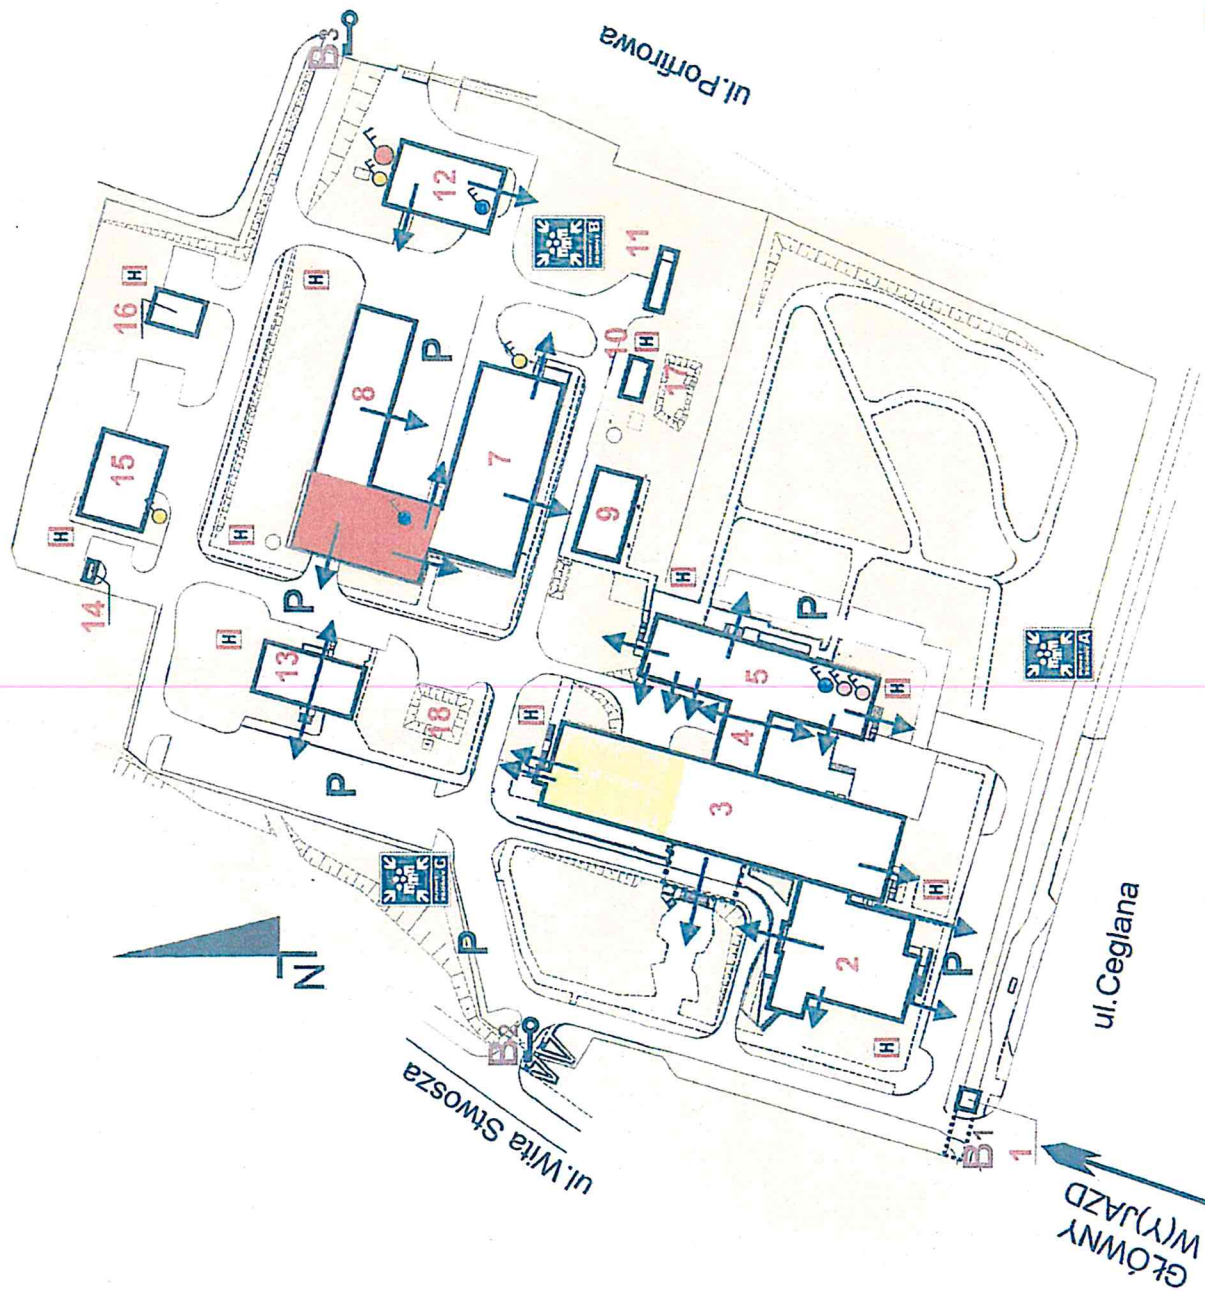 ul.Porfirowa
B3
12
H
16
B
11
H
H
10
P
8
17
15
7
H
H
9
14
P
H
H
13
P
5
18
H
H
4
A
P
3
C
P
H
N
2
P
ul.Ceglana
H
B2
ul.Wita Stwosza
B1
1
GŁÓWNY
W(Y)JAZD